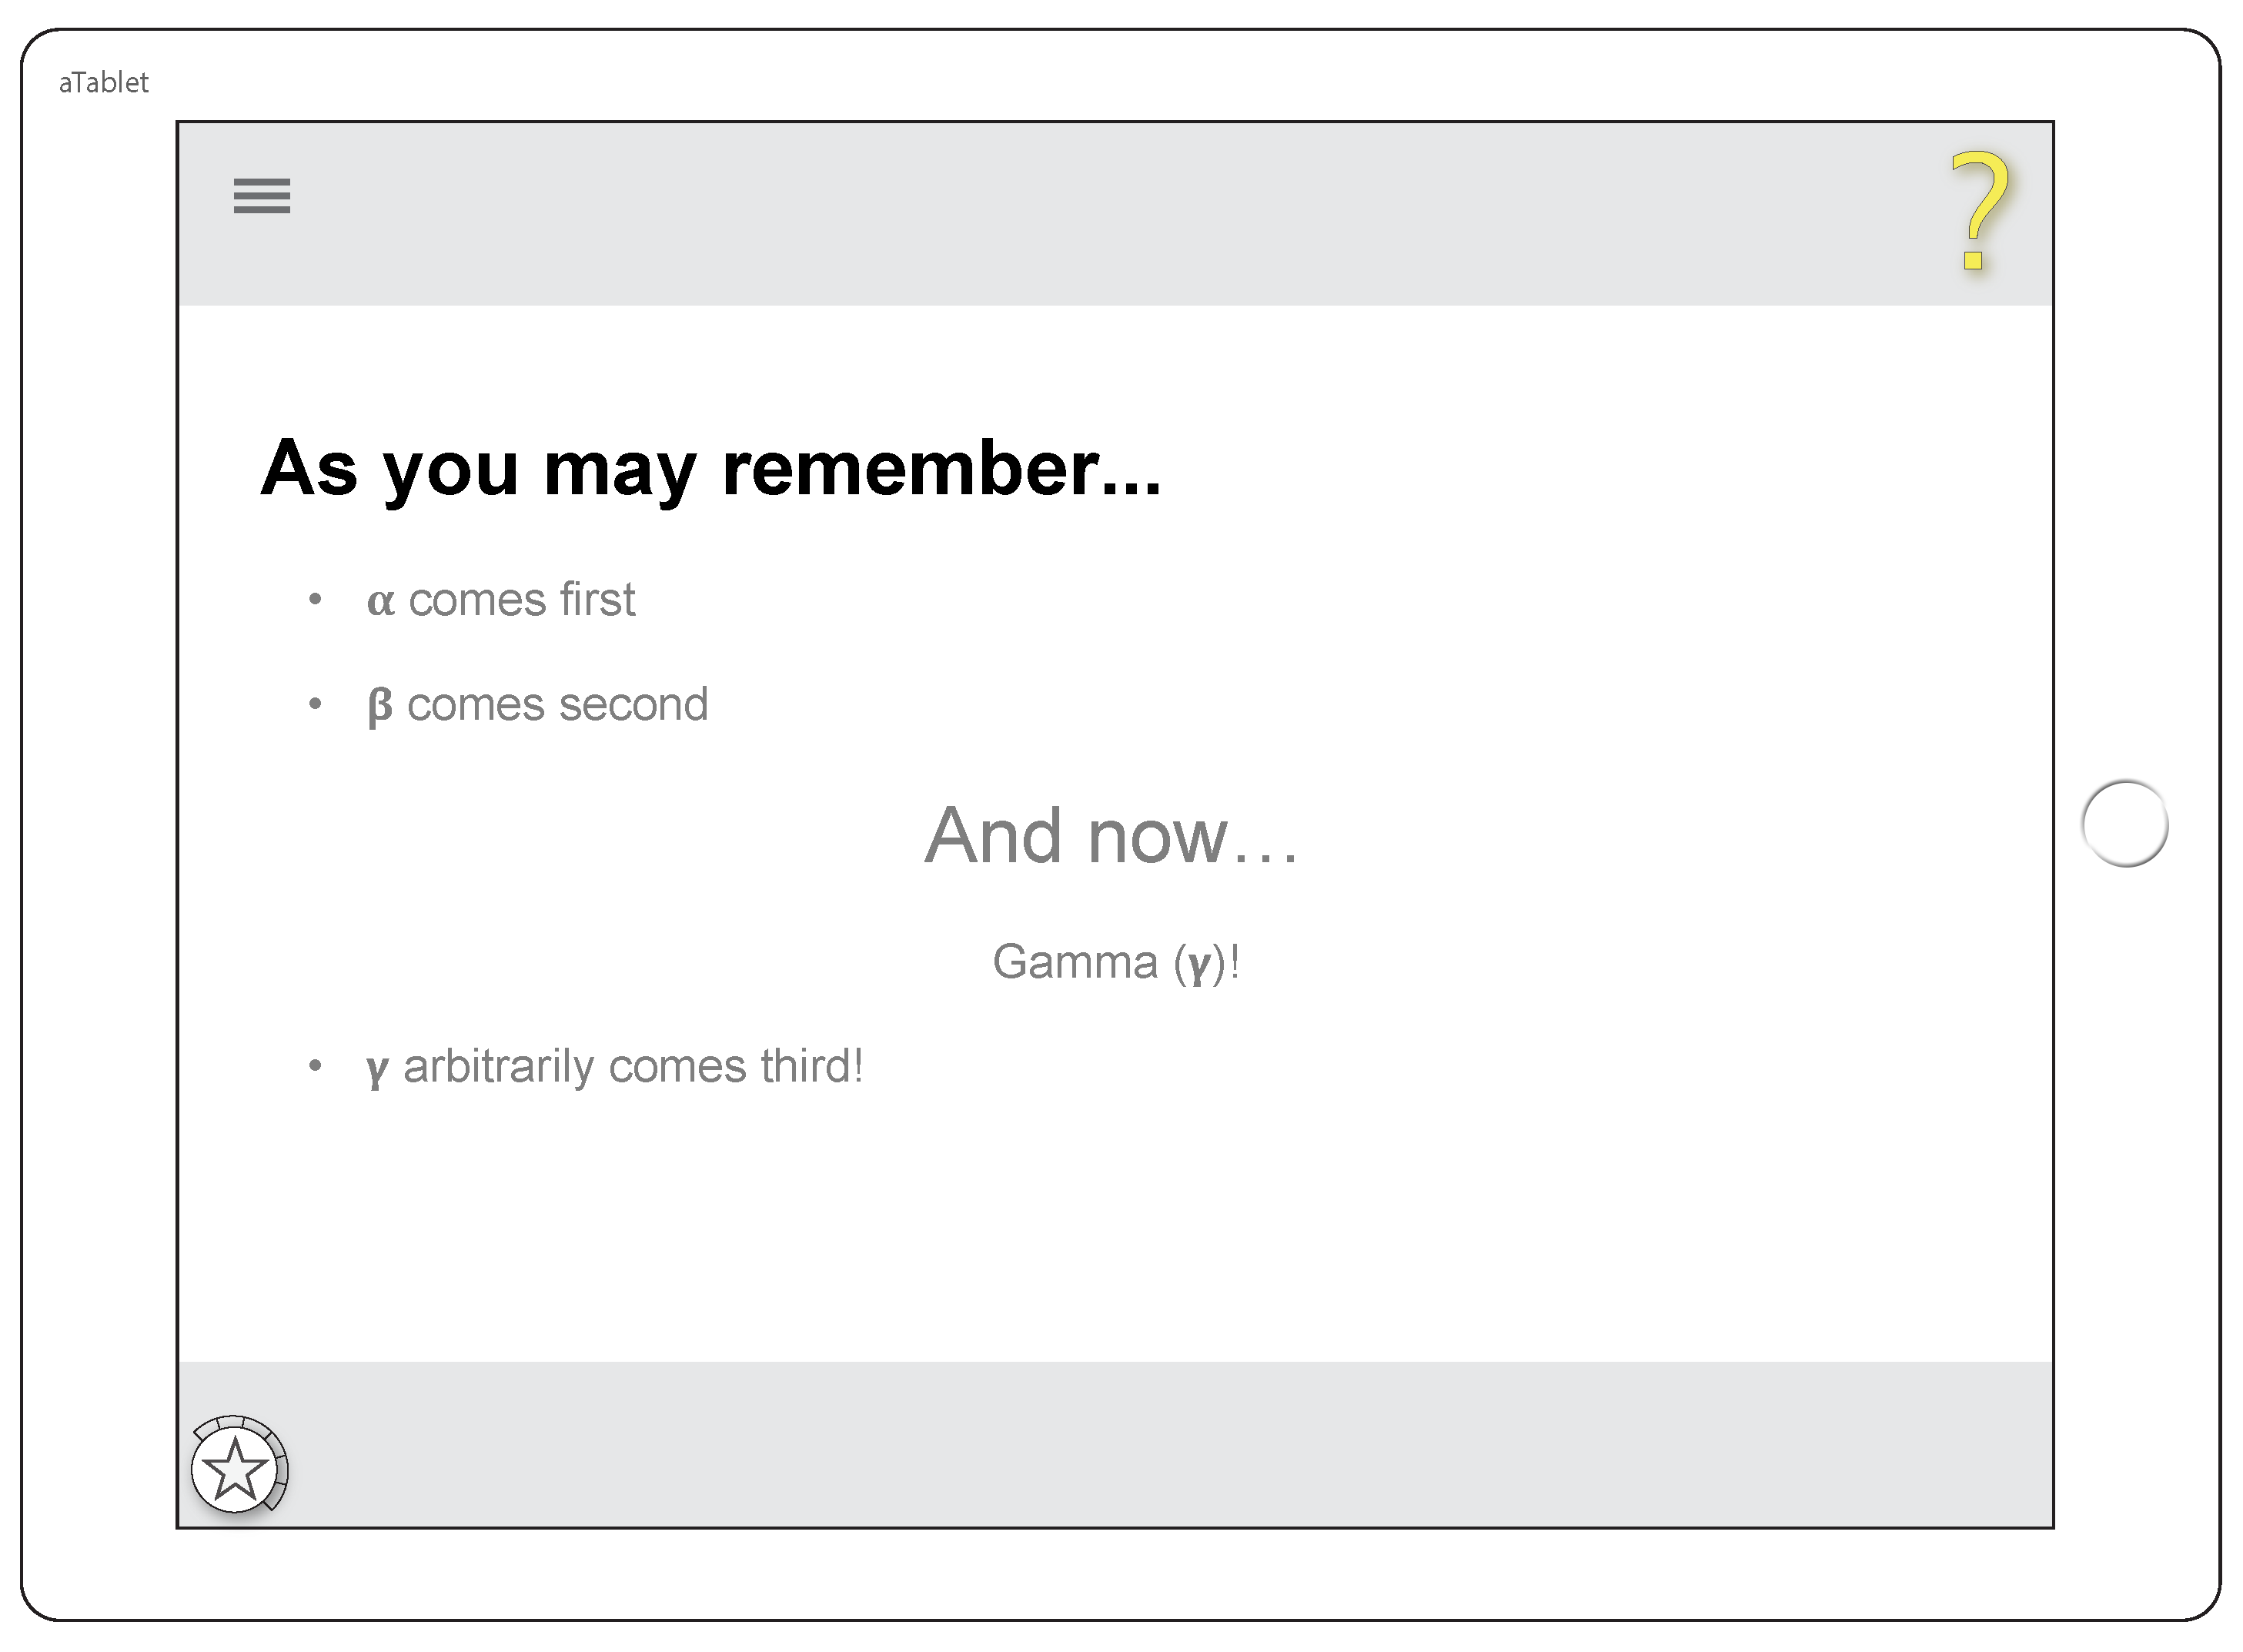 aTablet
?
As you may remember...
• α comes first
• β comes second
And now…
Gamma (γ)!
• γ arbitrarily comes third!